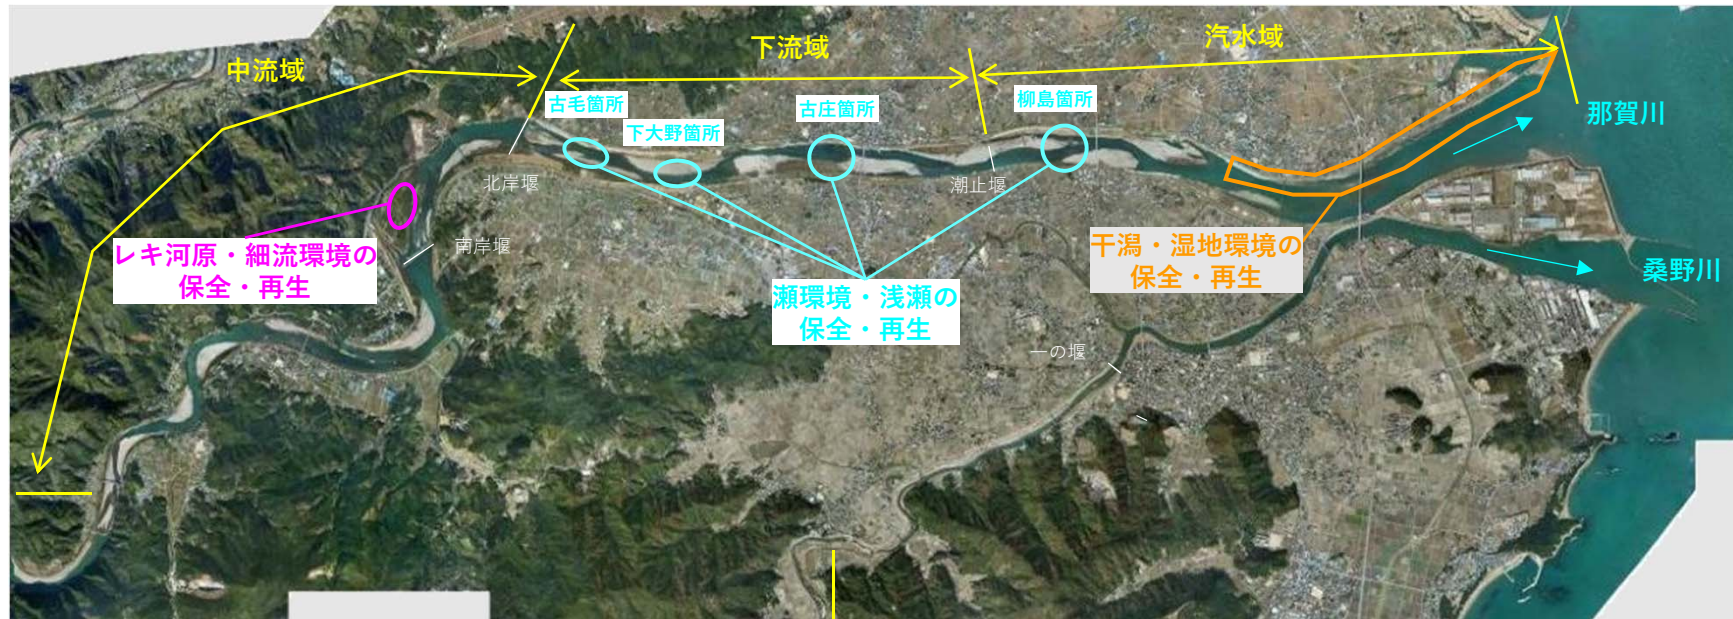 中流域
下流域
汽水域
古毛箇所
下大野箇所
古庄箇所
柳島箇所
那賀川
北岸堰
潮止堰
南岸堰
レキ河原・細流環境の
保全・再生
瀬環境・浅瀬の
保全・再生
干潟・湿地環境の
保全・再生
桑野川
一の堰